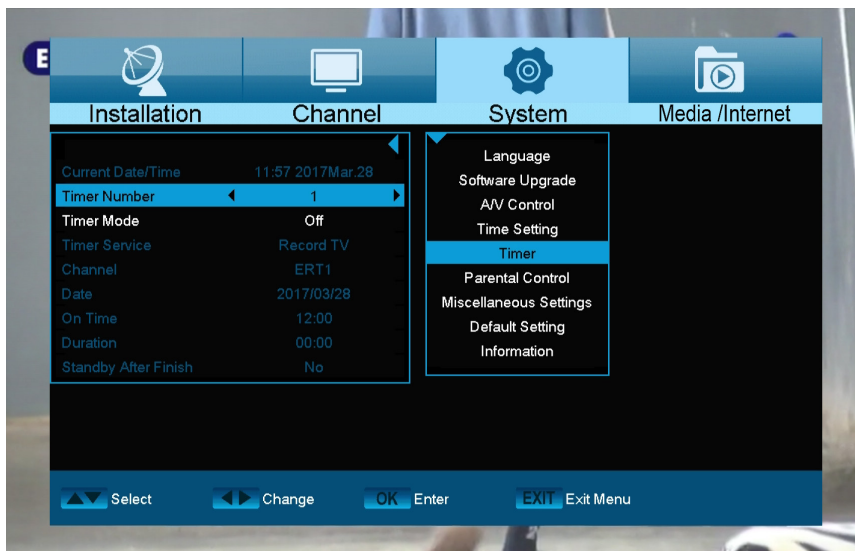 E
Installation Channel System Media /Internet
Current Date/Time 11:57 2017Mar.28
Timer Number 1
Timer Mode Off
Timer Service Record TV
Channel ERT1
Date 2017/03/28
On Time 12:00
Duration 00:00
Standby After Finish No
Language
Software Upgrade
A/V Control
Time Setting
Timer
Parental Control
Miscellaneous Settings
Default Setting
Information
Select Change OK Enter EXIT Exit Menu